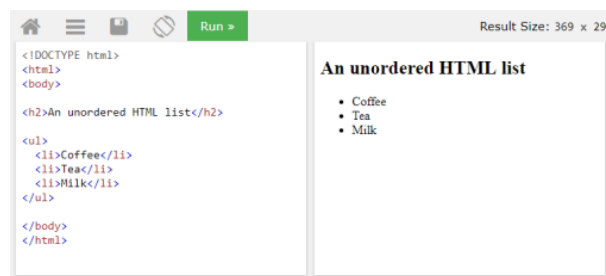 Run »
Result Size: 369 x 29
<!DOCTYPE html>
<html>
<body>
<h2>An unordered HTML list</h2>
<ul>
<li>Coffee</li>
<li>Tea</li>
<li>Milk</li>
</ul>
</body>
</html>
An unordered HTML list
• Coffee
• Tea
• Milk